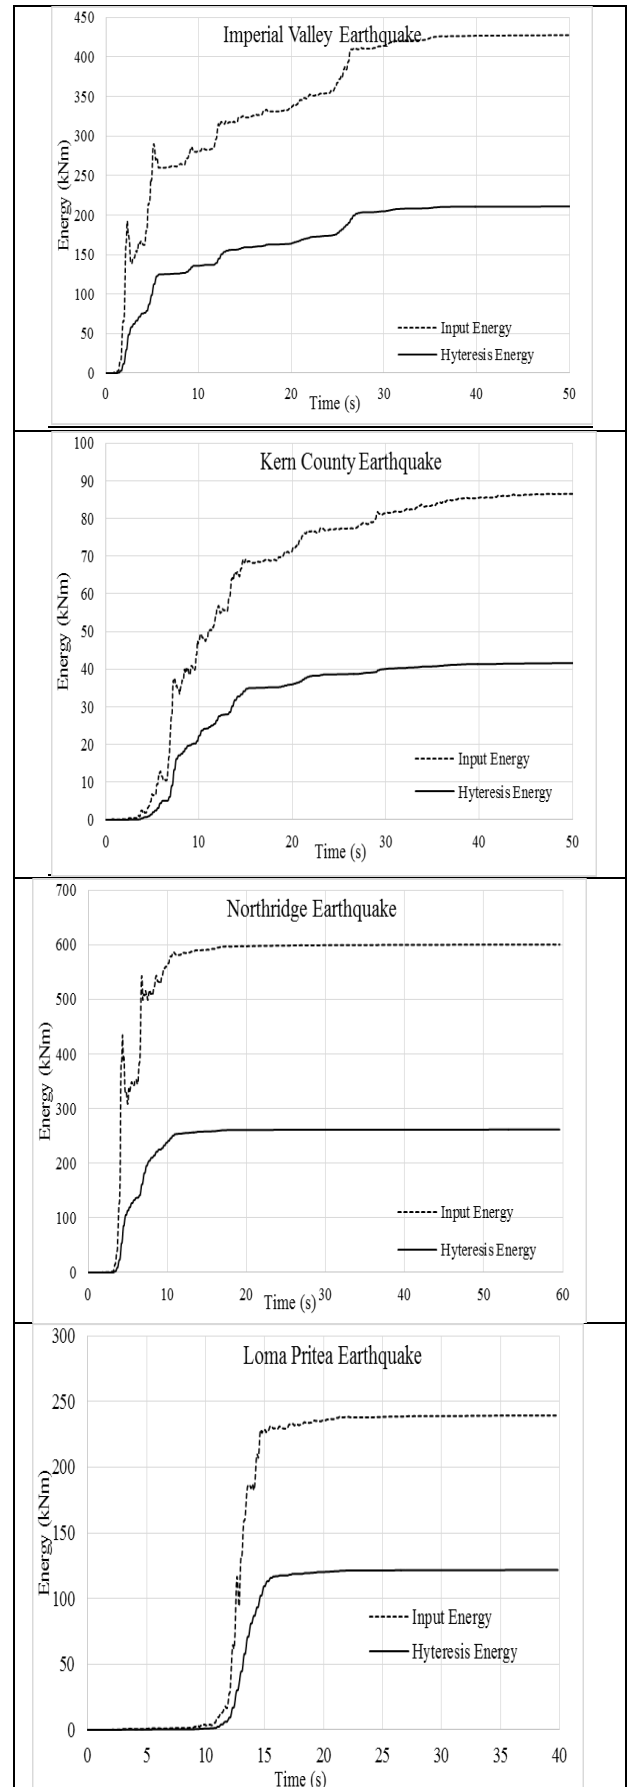 Imperial Valley Earthquake
450
400
350
300
250
200
150
100
50
0
Energy (kNm)
Input Energy
Hyteresis Energy
0 10 20 30 40 50
Time (s)
Kern County Earthquake
100
90
80
70
60
50
40
30
20
10
0
Energy (kNm)
Input Energy
Hyteresis Energy
0 10 20 30 40 50
Time (s)
Northridge Earthquake
700
600
500
400
300
200
100
0
Energy (kNm)
Input Energy
Hyteresis Energy
0 10 20 30 40 50 60
Time (s)
Loma Pritea Earthquake
300
250
200
150
100
50
0
Energy (kNm)
Input Energy
Hyteresis Energy
0 5 10 15 20 30 40
Time (s)